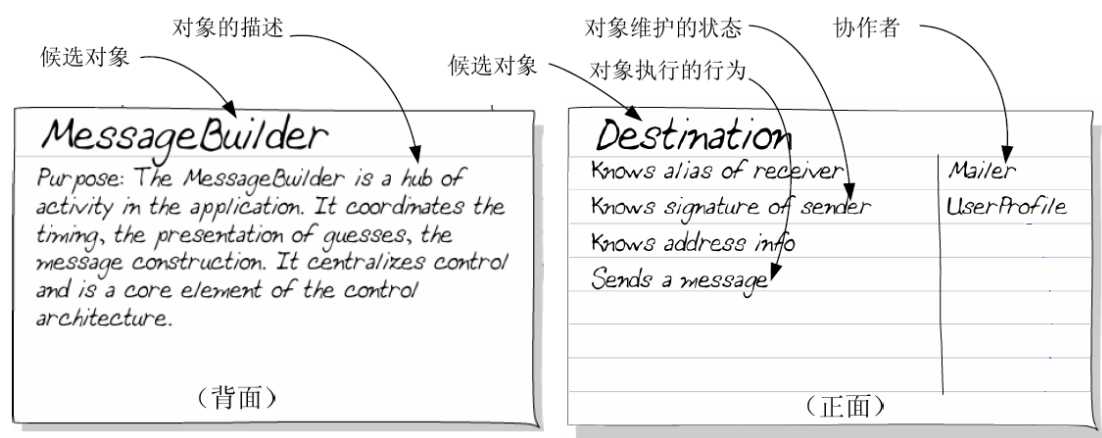 对象的描述
候选对象
MessageBuilder
Purpose: The MessageBuilder is a hub of
activity in the application. It coordinates the
timing, the presentation of guesses, the
message construction. It centralizes control
and is a core element of the control
architecture.
（背面）
对象维护的状态
协作者
候选对象
对象执行的行为
Destination
Knows alias of receiver
Knows signature of sender
Knows address info
Sends a message
Mailer
UserProfile
（正面）